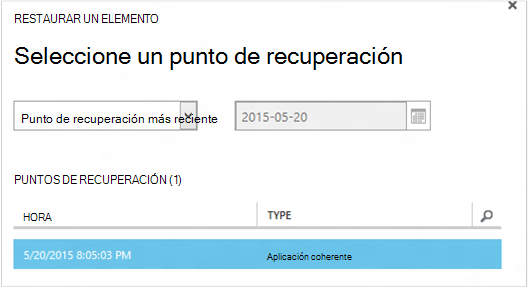 RESTAURAR UN ELEMENTO
Seleccione un punto de recuperación
Punto de recuperación más reciente
2015-05-20
PUNTOS DE RECUPERACIÓN (1)
HORA TYPE
5/20/2015 8:05:03 PM Aplicación coherente